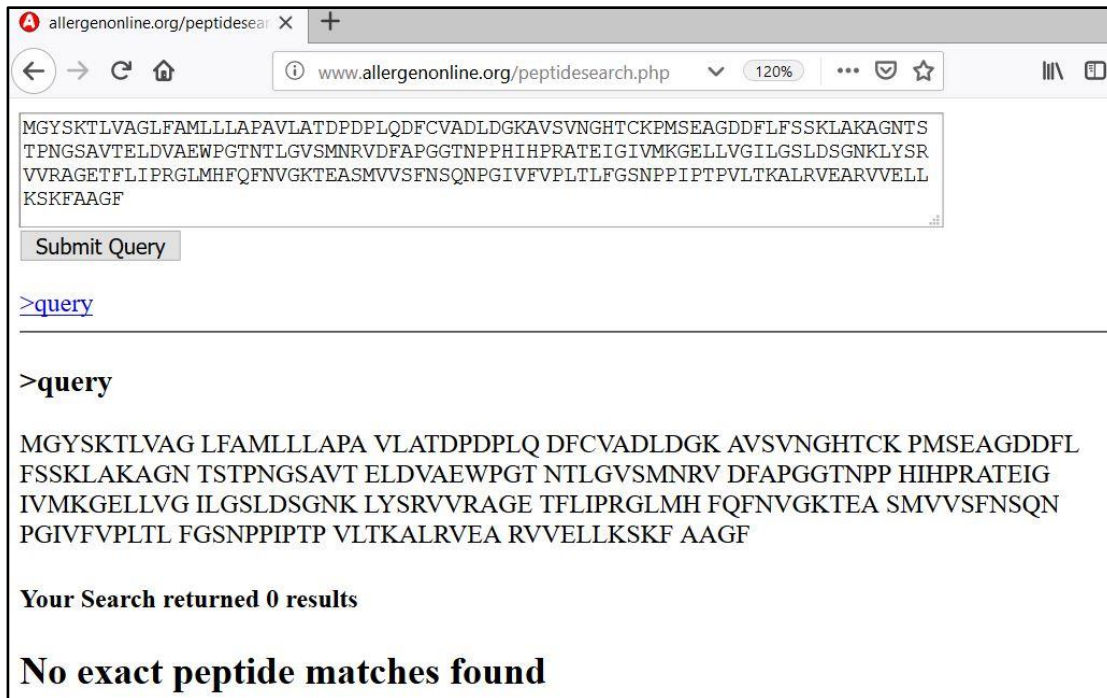 allergenonline.org/peptidesear
www.allergenonline.org/peptidesearch.php 120%
MGYSKTLVAGLFAMLLLAPAVLATDPDPLQDFCVADLDGKAVSVNGHTCKPMSEAGDDFLFSSKLAKAGNTS
TPNGSAVTELDVAEWPGTNTLGVSMNRVDFAPGGTNPPHIHPRATEIGIVMKGELLVGILGSLDSGNKLYSR
VVRAGETFLIPRGLMHFQFNVGKTEASMVVSFNSQNPGIVFVPLTLFGSNPPIPTPVLTKALRVEARVVELL
KSKFAAGF
Submit Query
>query
>query
MGYSKTLVAG LFAMLLLAPA VLATDPDPLQ DFCVADLDGK AVSVNGHTCK PMSEAGDDFL
FSSKLAKAGN TSTPNGSAVT ELDVAEWPGT NTLGVSMNRV DFAPGGTNPP HIHPRATEIG
IVMKGELLVG ILGSLDSGNK LYSRVVRAGE TFLIPRGLMH FQFNVGKTEA SMVVSFNSQN
PGIVFVPLTL FGSNPPIPTP VLTKALRVEA RVVELLKSKF AAGF
Your Search returned 0 results
No exact peptide matches found